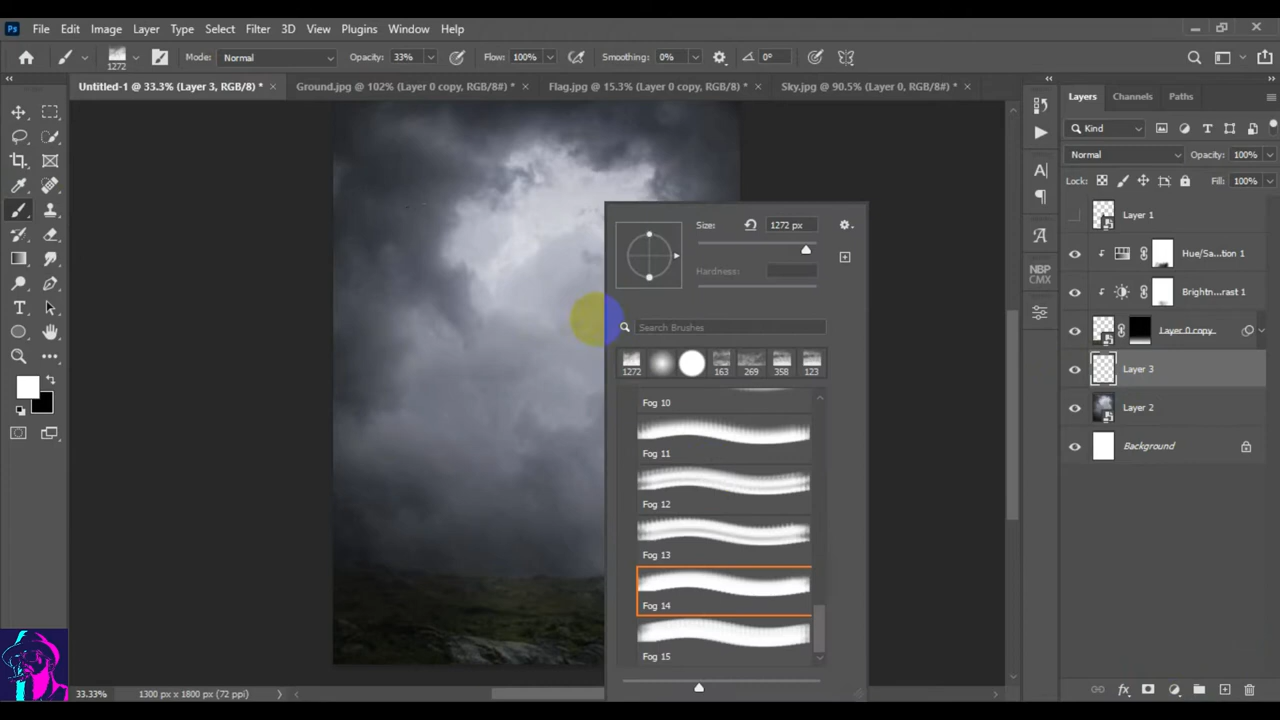 Ps File Edit Image Layer Type Select Filter 3D View Plugins Window Help
1272 Mode: Normal Opacity: 33% Flow: 100% Smoothing: 0% 0°
Untitled-1 @ 33.3% (Layer 3, RGB/8) * × Ground.jpg @ 102% (Layer 0 copy, RGB/8#) * × Flag.jpg @ 15.3% (Layer 0 copy, RGB/8) * × Sky.jpg @ 90.5% (Layer 0, RGB/8#) * ×
Layers Channels Paths
Kind
Normal Opacity: 100%
Lock: Fill: 100%
Layer 1
Hue/Sa...tion 1
Brightn...rast 1
Layer 0 copy
Layer 3
Layer 2
Background
NBP
CMX
Size: 1272 px
Hardness:
Search Brushes
1272 163 269 358 123
Fog 10
Fog 11
Fog 12
Fog 13
Fog 14
Fog 15
33.33% 1300 px x 1800 px (72 ppi)